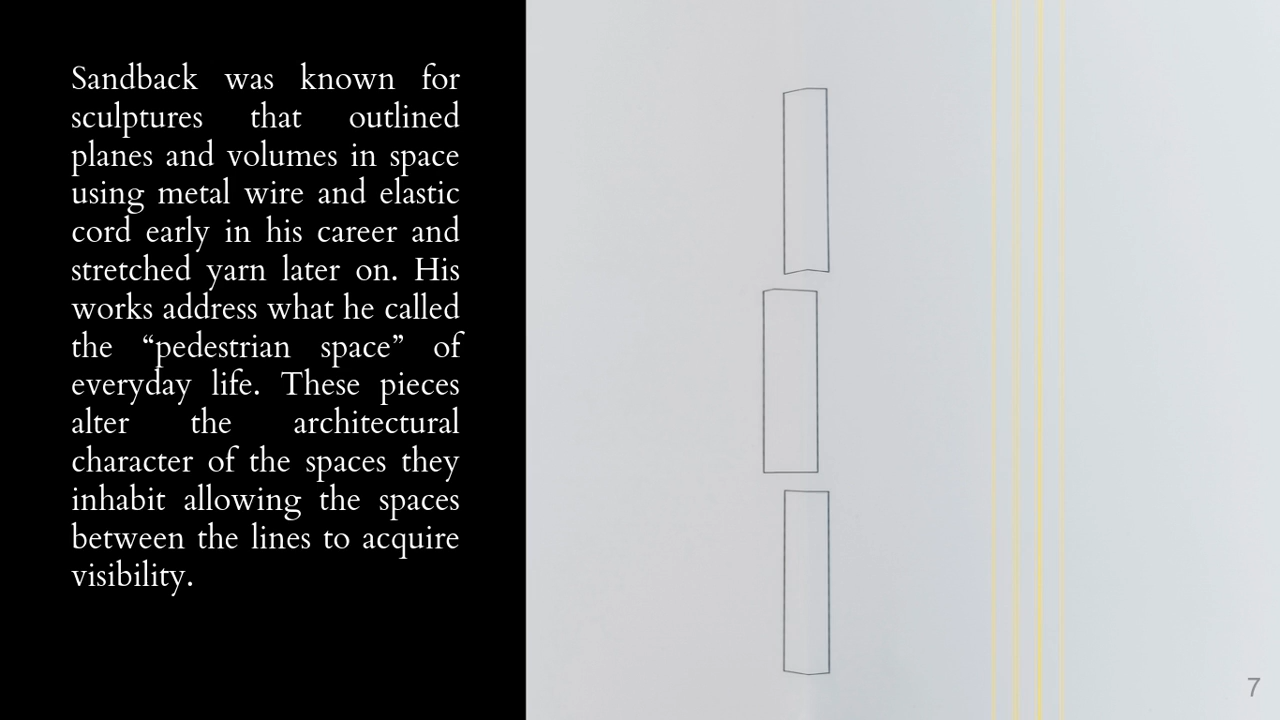 Sandback was known for
sculptures that outlined
planes and volumes in space
using metal wire and elastic
cord early in his career and
stretched yarn later on. His
works address what he called
the “pedestrian space” of
everyday life. These pieces
alter the architectural
character of the spaces they
inhabit allowing the spaces
between the lines to acquire
visibility.
7